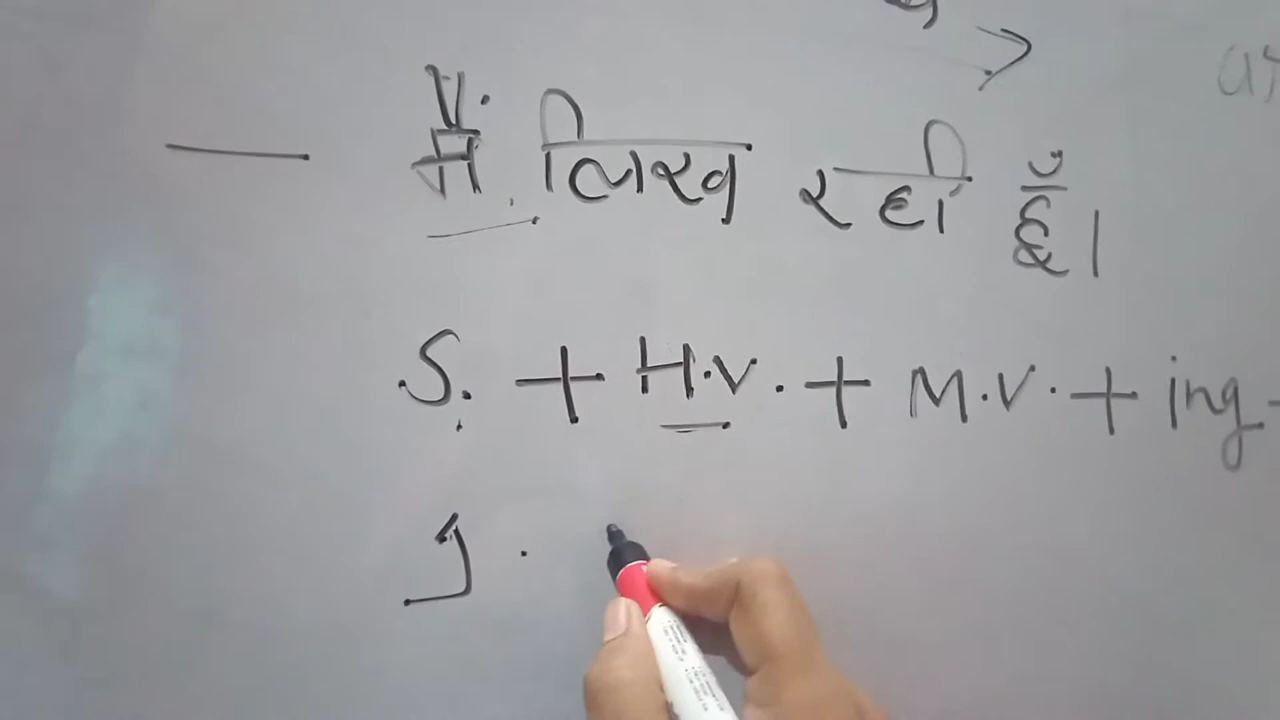 मैं लिख रही हूँ।
S. + H.V. + M.V. + ing
I